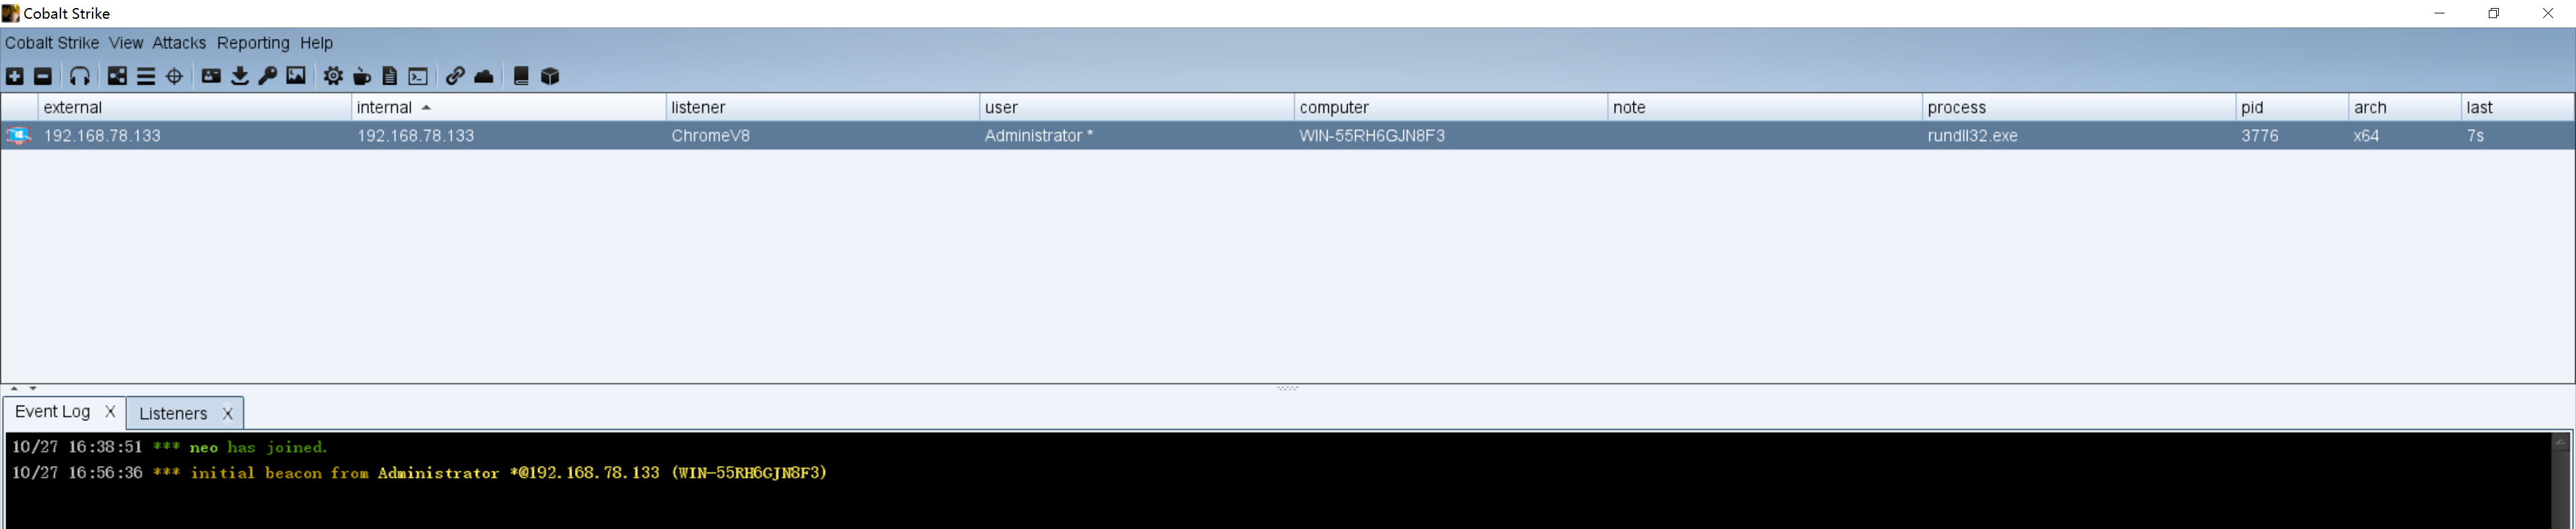 Cobalt Strike
Cobalt Strike View Attacks Reporting Help
external internal listener user computer note process pid arch last
192.168.78.133 192.168.78.133 ChromeV8 Administrator * WIN-55RH6GJN8F3 rundll32.exe 3776 x64 7s
Event Log X Listeners X
10/27 16:38:51 *** neo has joined.
10/27 16:56:36 *** initial beacon from Administrator *@192.168.78.133 (WIN-55RH6GJN8F3)